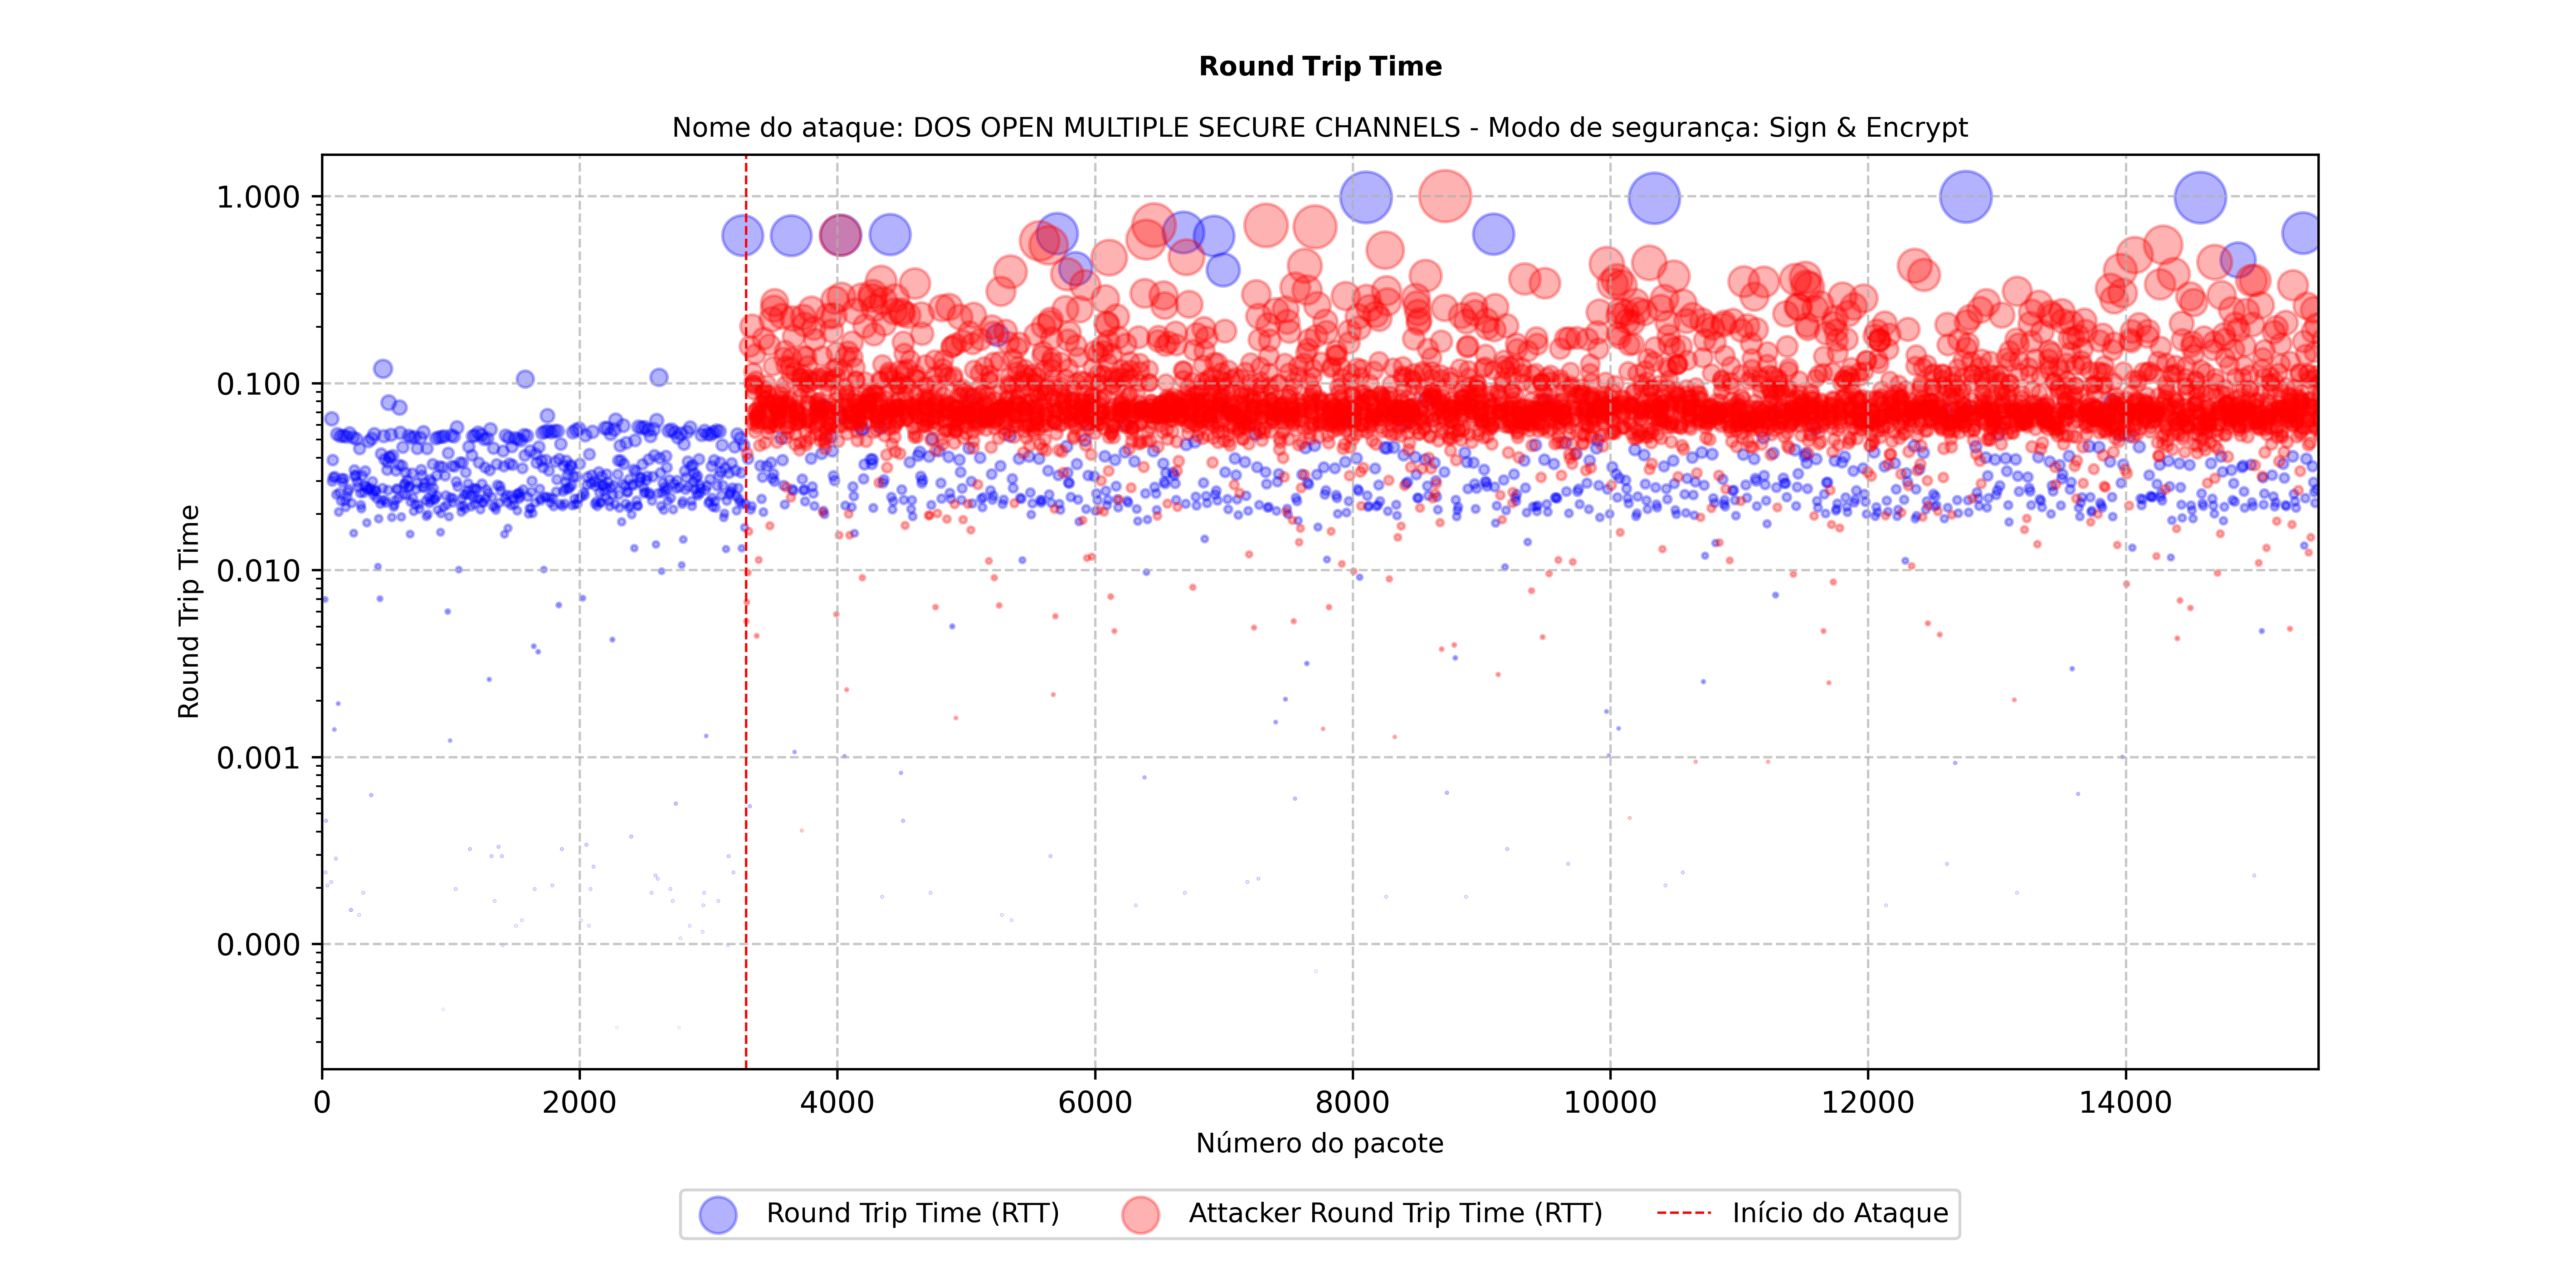 Round Trip Time
Nome do ataque: DOS OPEN MULTIPLE SECURE CHANNELS - Modo de segurança: Sign & Encrypt
Round Trip Time
1.000
0.100
0.010
0.001
0.000
0 2000 4000 6000 8000 10000 12000 14000
Número do pacote
Round Trip Time (RTT) Attacker Round Trip Time (RTT) Início do Ataque